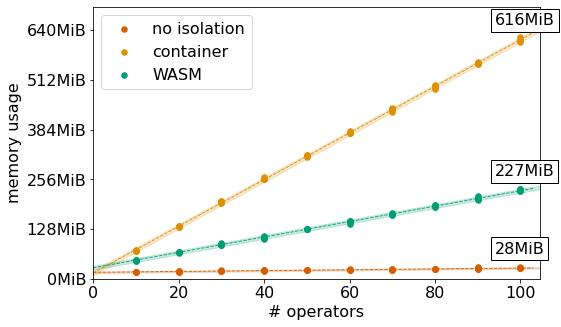 616MiB
640MiB
no isolation
container
WASM
512MiB
384MiB
256MiB
227MiB
128MiB
28MiB
0MiB
memory usage
0 20 40 60 80 100
# operators